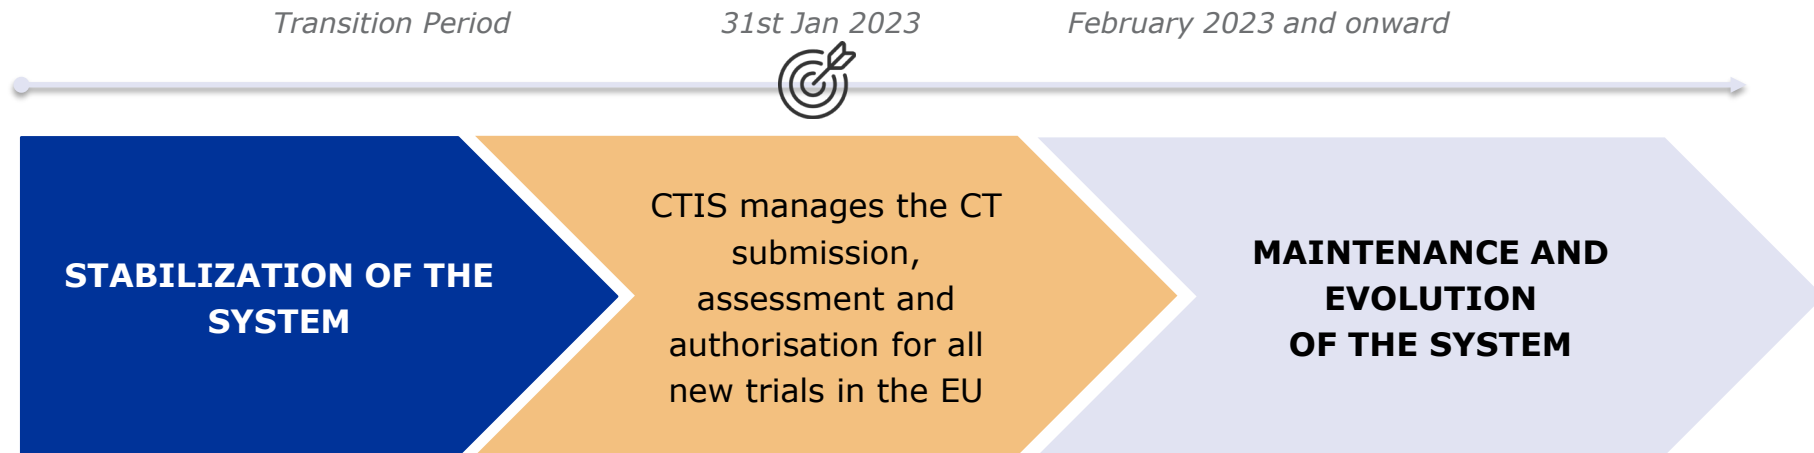 Transition Period
31st Jan 2023
February 2023 and onward
STABILIZATION OF THE
SYSTEM
CTIS manages the CT
submission,
assessment and
authorisation for all
new trials in the EU
MAINTENANCE AND
EVOLUTION
OF THE SYSTEM